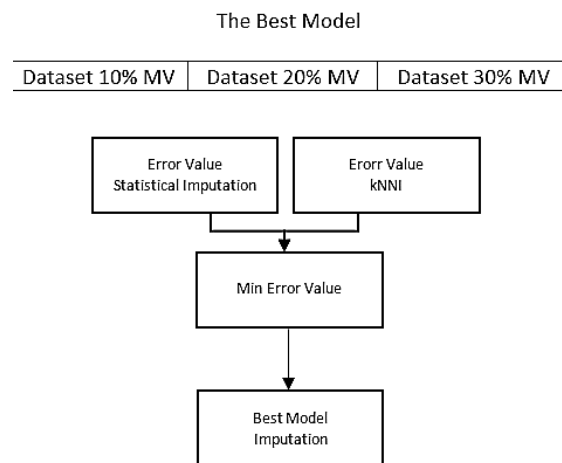 The Best Model
Dataset 10% MV
Dataset 20% MV
Dataset 30% MV
Error Value
Statistical Imputation
Erorr Value
kNNI
Min Error Value
Best Model
Imputation